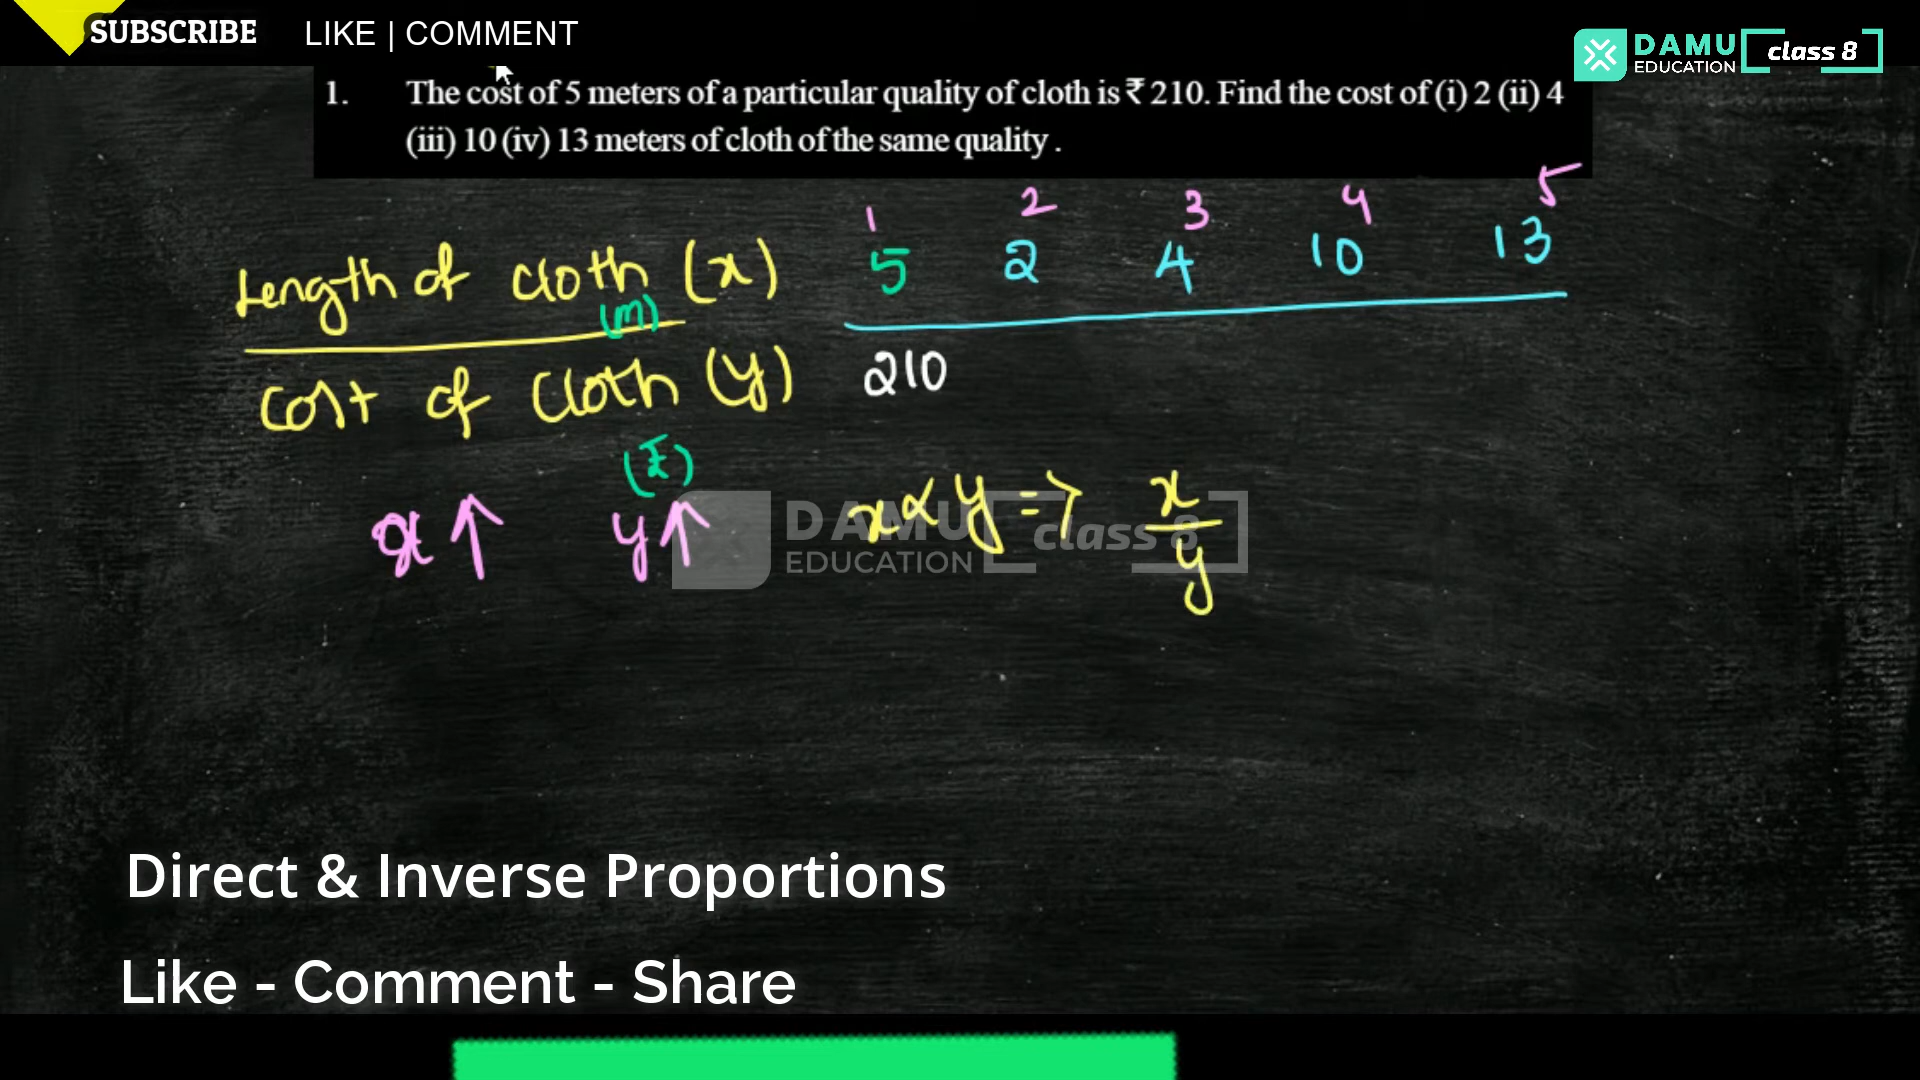 SUBSCRIBE LIKE | COMMENT
DAMU EDUCATION class 8
1. The cost of 5 meters of a particular quality of cloth is ₹ 210. Find the cost of (i) 2 (ii) 4
(iii) 10 (iv) 13 meters of cloth of the same quality .
1 2 3 4 5
Length of cloth (x) 5 2 4 10 13
(m)
Cost of cloth (y) 210
(₹)
x ↑ y ↑ x ∝ y => x/y
DAMU EDUCATION class 8
Direct & Inverse Proportions
Like - Comment - Share